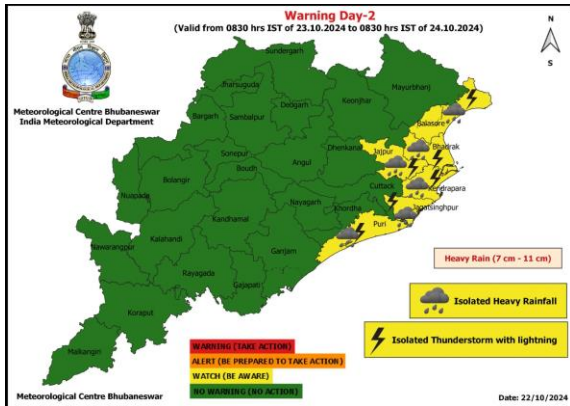 Warning Day-2
(Valid from 0830 hrs IST of 23.10.2024 to 0830 hrs IST of 24.10.2024)
N
S
Meteorological Centre Bhubaneswar
India Meteorological Department
Sundergarh
Jharsuguda
Mayurbhanj
Deogarh
Keonjhar
Bargarh
Sambalpur
Balasore
Sonepur
Dhenkanal
Jajpur
Bhadrak
Angul
Bolangir
Boudh
Nuapada
Cuttack
Kendrapara
Nayagarh
Jagatsinghpur
Kandhamal
Khordha
Puri
Nawarangpur
Kalahandi
Ganjam
Rayagada
Gajapati
Koraput
Malkangiri
Heavy Rain (7 cm - 11 cm)
Isolated Heavy Rainfall
Isolated Thunderstorm with lightning
WARNING (TAKE ACTION)
ALERT (BE PREPARED TO TAKE ACTION)
WATCH (BE AWARE)
NO WARNING (NO ACTION)
Meteorological Centre Bhubaneswar
Date: 22/10/2024